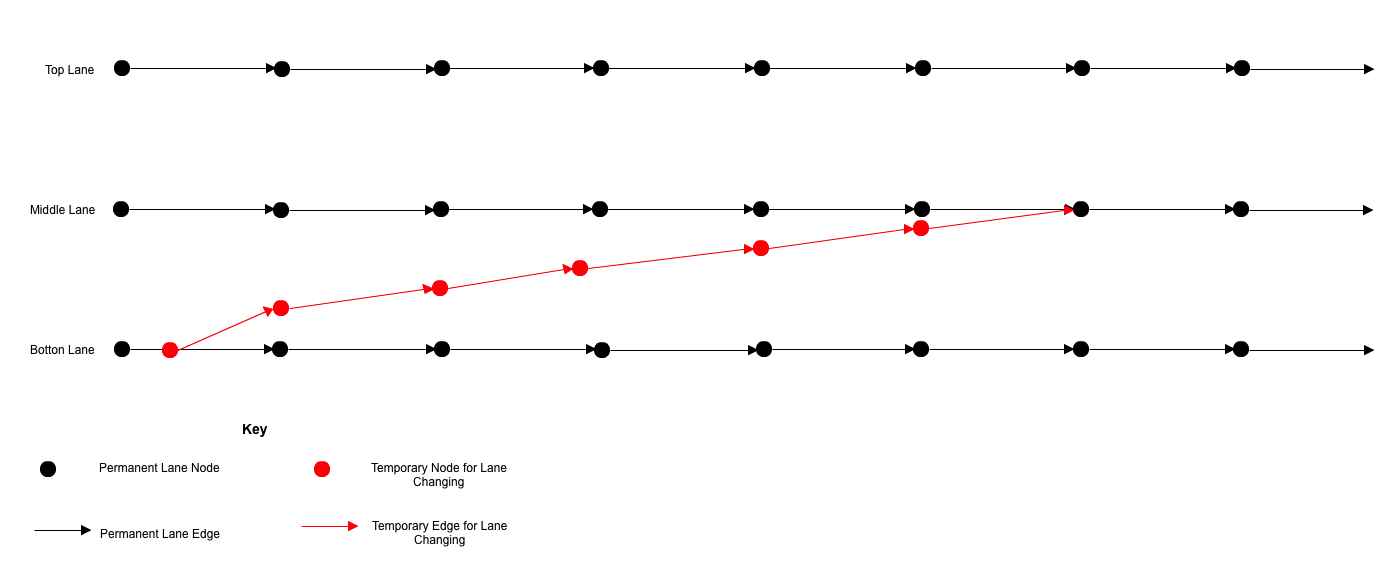 Top Lane
Middle Lane
Botton Lane
Key
Permanent Lane Node
Temporary Node for Lane
Changing
Permanent Lane Edge
Temporary Edge for Lane
Changing